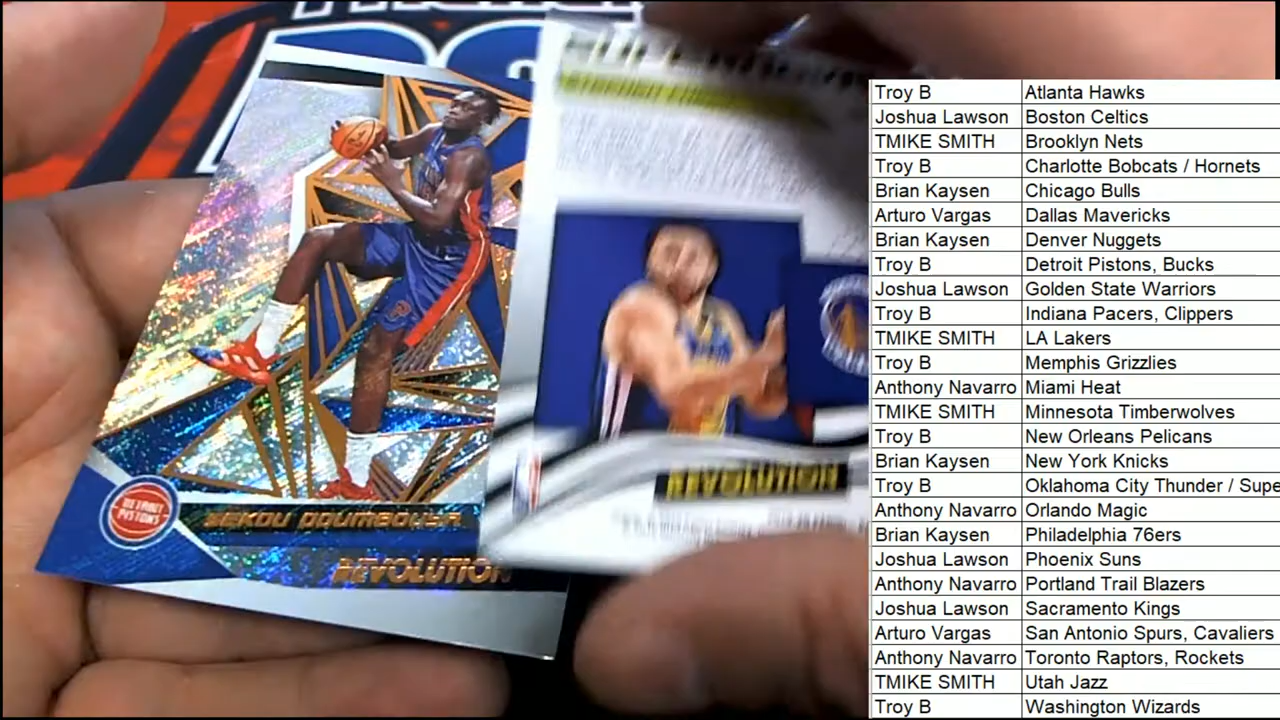 DETROIT
PISTONS
SEKOU DOUMBOUYA
REVOLUTION
REVOLUTION
Troy B Atlanta Hawks
Joshua Lawson Boston Celtics
TMIKE SMITH Brooklyn Nets
Troy B Charlotte Bobcats / Hornets
Brian Kaysen Chicago Bulls
Arturo Vargas Dallas Mavericks
Brian Kaysen Denver Nuggets
Troy B Detroit Pistons, Bucks
Joshua Lawson Golden State Warriors
Troy B Indiana Pacers, Clippers
TMIKE SMITH LA Lakers
Troy B Memphis Grizzlies
Anthony Navarro Miami Heat
TMIKE SMITH Minnesota Timberwolves
Troy B New Orleans Pelicans
Brian Kaysen New York Knicks
Troy B Oklahoma City Thunder / Supe
Anthony Navarro Orlando Magic
Brian Kaysen Philadelphia 76ers
Joshua Lawson Phoenix Suns
Anthony Navarro Portland Trail Blazers
Joshua Lawson Sacramento Kings
Arturo Vargas San Antonio Spurs, Cavaliers
Anthony Navarro Toronto Raptors, Rockets
TMIKE SMITH Utah Jazz
Troy B Washington Wizards